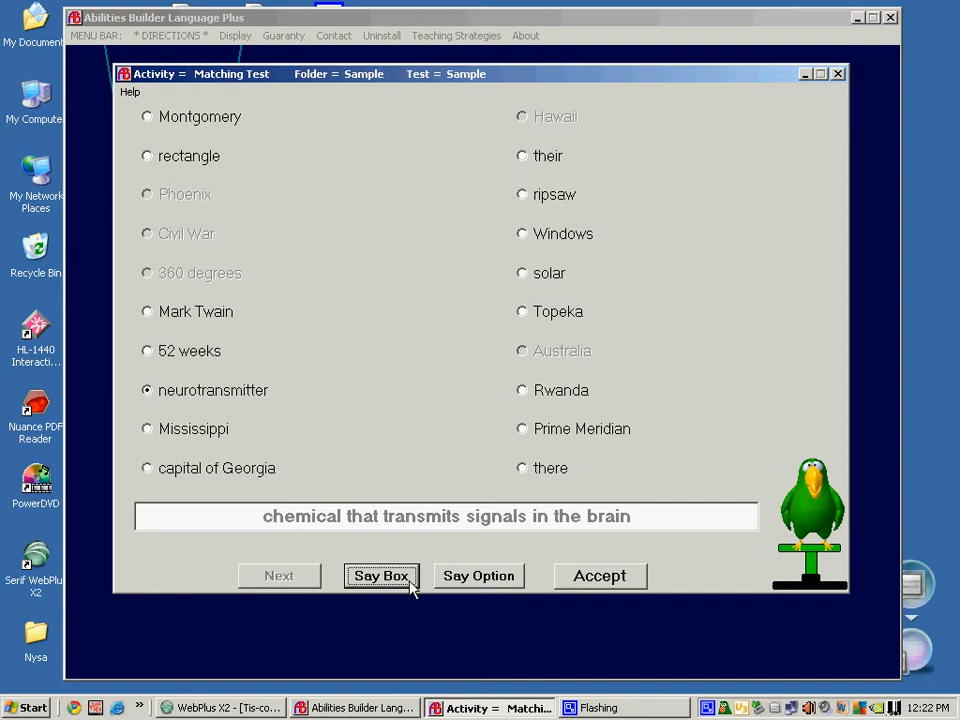 My Document
My Compute
My Network
Places
Recycle Bin
HL-1440
Interacti...
Nuance PDF
Reader
PowerDVD
Serif WebPlu
X2
Nysa
Abilities Builder Language Plus
MENU BAR: * DIRECTIONS * Display Guaranty Contact Uninstall Teaching Strategies About
Activity = Matching Test Folder = Sample Test = Sample
Help
Montgomery Hawaii
rectangle their
Phoenix ripsaw
Civil War Windows
360 degrees solar
Mark Twain Topeka
52 weeks Australia
neurotransmitter Rwanda
Mississippi Prime Meridian
capital of Georgia there
chemical that transmits signals in the brain
Next Say Box Say Option Accept
Start » WebPlus X2 - [Tis-co... Abilities Builder Lang... Activity = Matchi... Flashing 12:22 PM